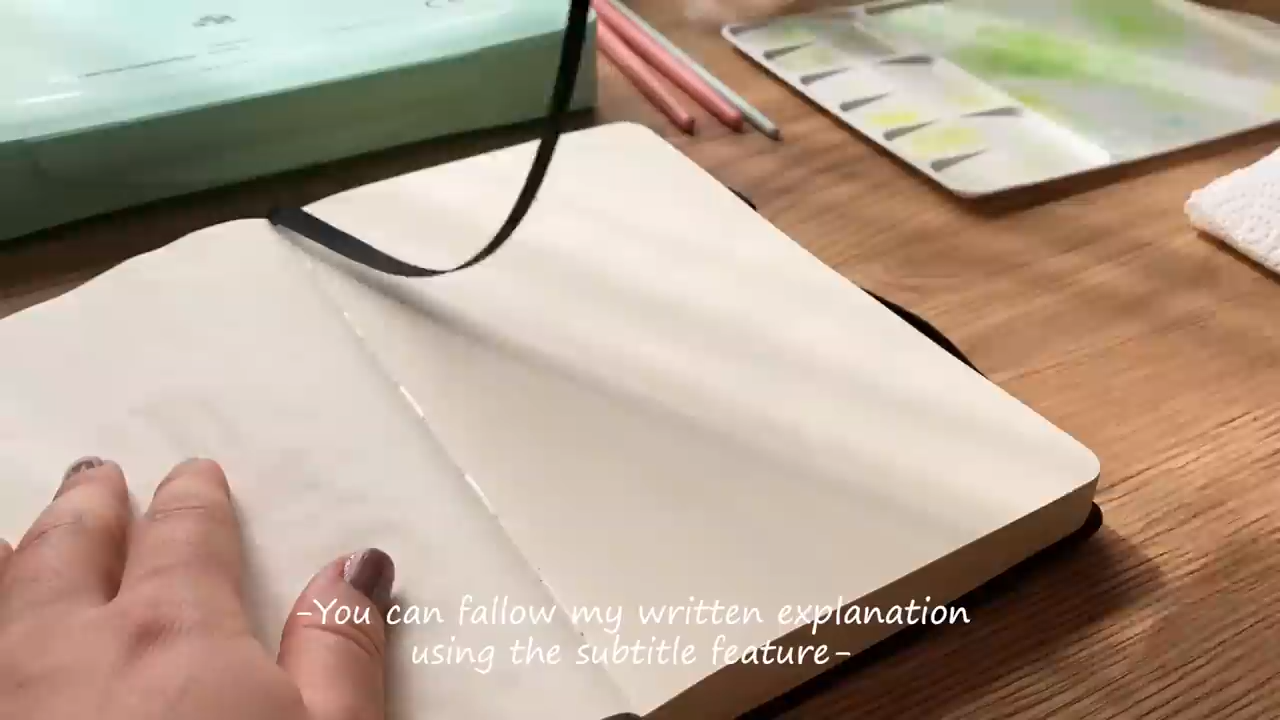 -You can fallow my written explanation
using the subtitle feature-